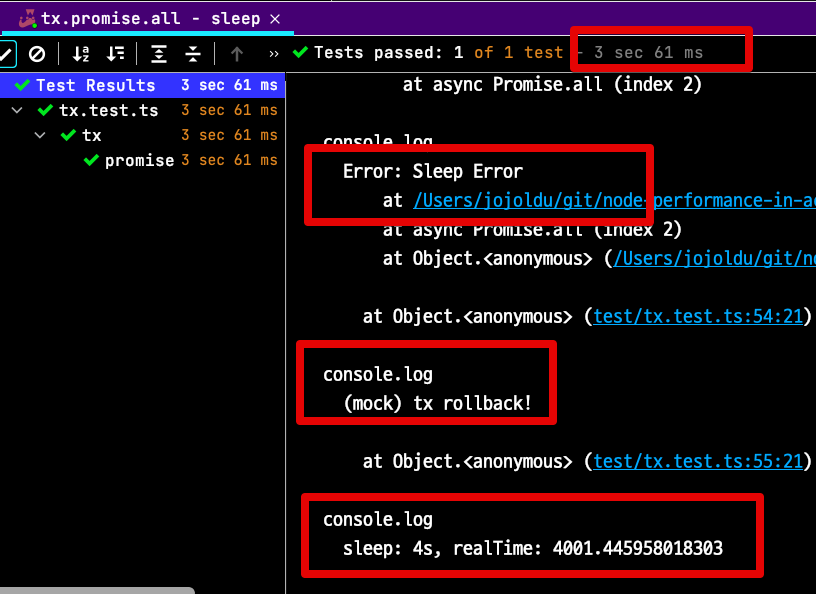 tx.promise.all - sleep ×
Tests passed: 1 of 1 test – 3 sec 61 ms
Test Results 3 sec 61 ms
tx.test.ts 3 sec 61 ms
tx 3 sec 61 ms
promise 3 sec 61 ms
at async Promise.all (index 2)
console.log
Error: Sleep Error
at /Users/jojoldu/git/node-performance-in-a
at async Promise.all (index 2)
at Object.<anonymous> (/Users/jojoldu/git/n
at Object.<anonymous> (test/tx.test.ts:54:21)
console.log
(mock) tx rollback!
at Object.<anonymous> (test/tx.test.ts:55:21)
console.log
sleep: 4s, realTime: 4001.445958018303